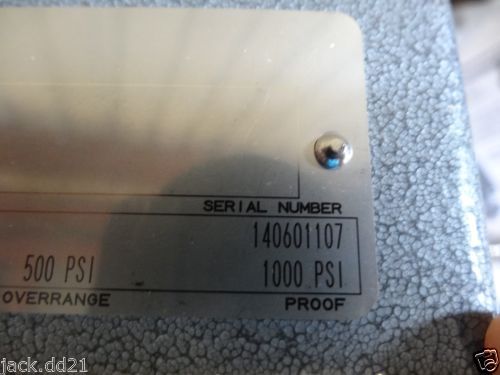 SERIAL NUMBER
140601107
500 PSI 1000 PSI
OVERRANGE PROOF
jack.dd21